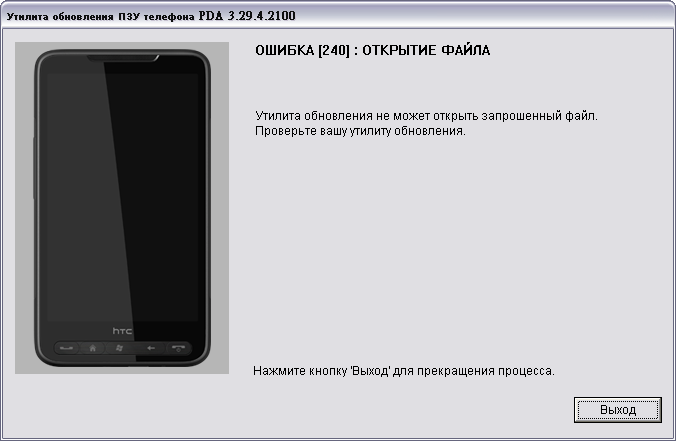 Утилита обновления ПЗУ телефона PDA 3.29.4.2100
ОШИБКА [240] : ОТКРЫТИЕ ФАЙЛА
Утилита обновления не может открыть запрошенный файл.
Проверьте вашу утилиту обновления.
hTC
Нажмите кнопку 'Выход' для прекращения процесса.
Выход